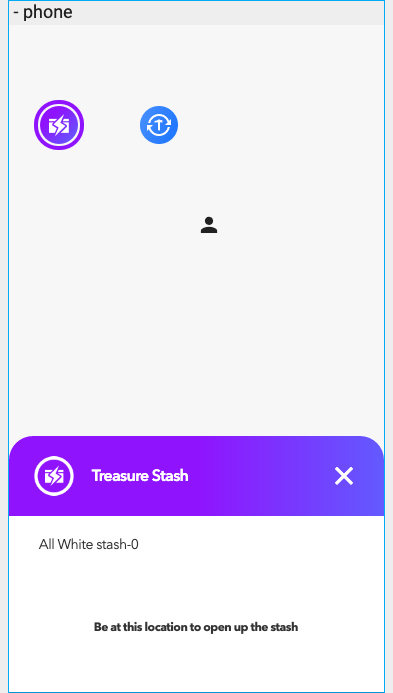 - phone
Treasure Stash
All White stash-0
Be at this location to open up the stash